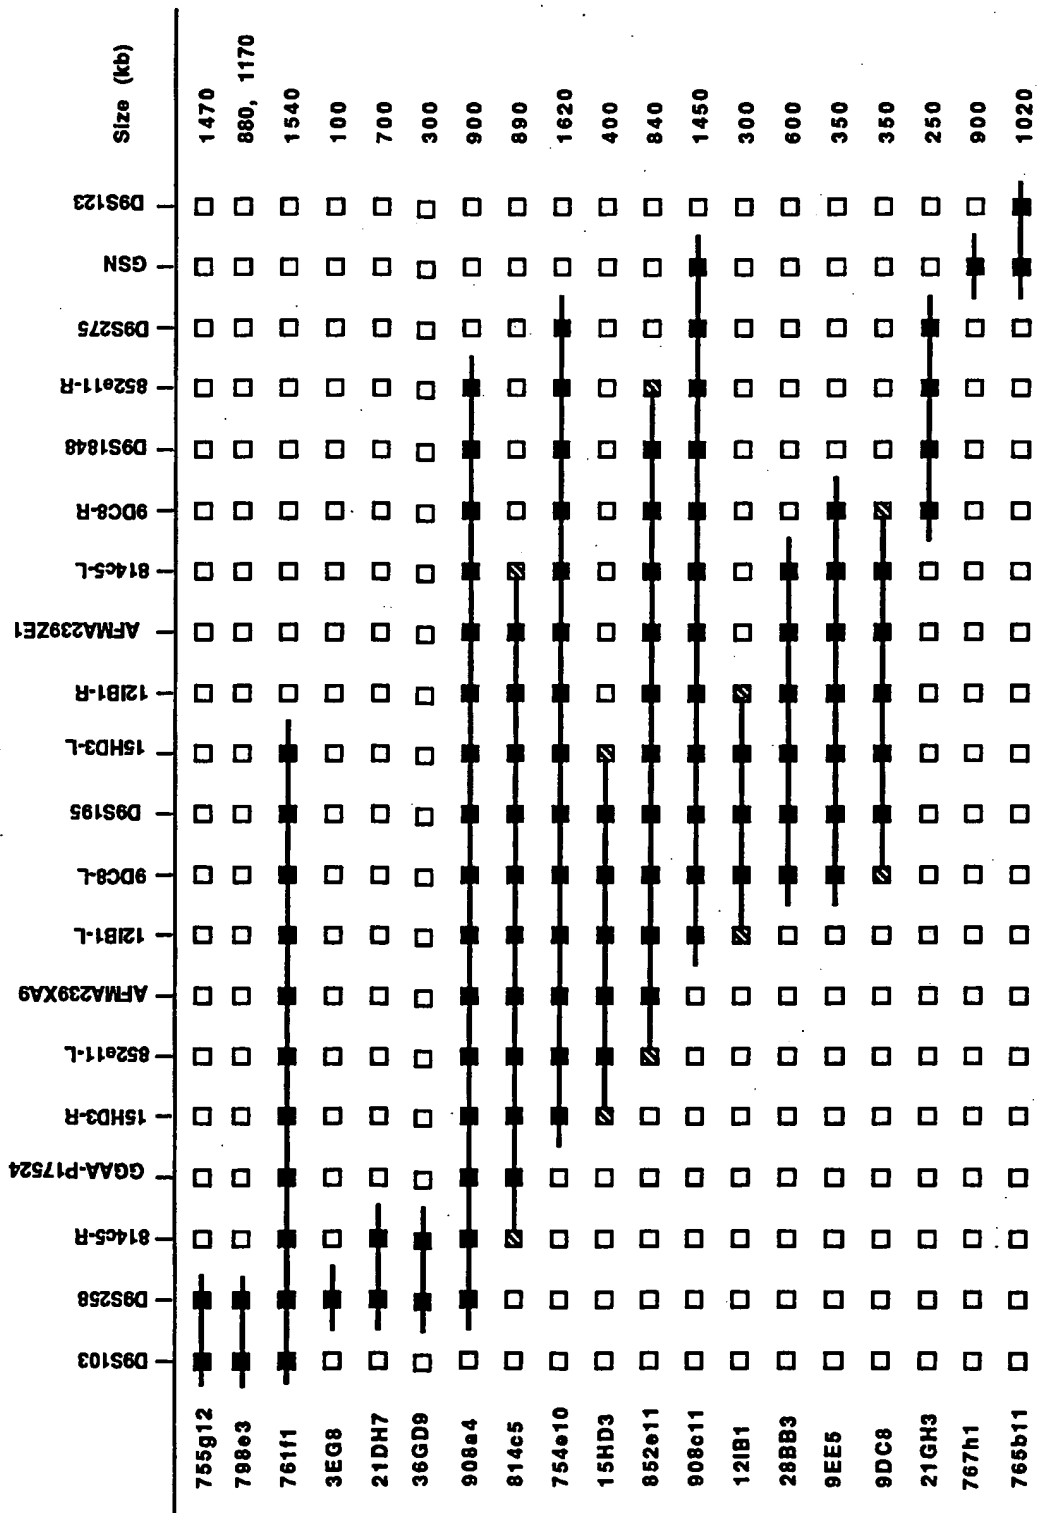 D9S103
D9S258
814c5-R
GGAA-P17524
15HD3-R
852e11-L
AFMA239XA9
12IB1-L
9DC8-L
D9S195
15HD3-L
12IB1-R
AFMA239ZE1
814c5-L
9DC8-R
D9S1848
852e11-R
D9S275
GSN
D9S123
Size (kb)
755g12 1470
798e3 880, 1170
761f1 1540
3EG8 100
21DH7 700
36GD9 300
908a4 900
814c5 890
754e10 1620
15HD3 400
852e11 840
908c11 1450
12IB1 300
28BB3 600
9EE5 350
9DC8 350
21GH3 250
767h1 900
765b11 1020